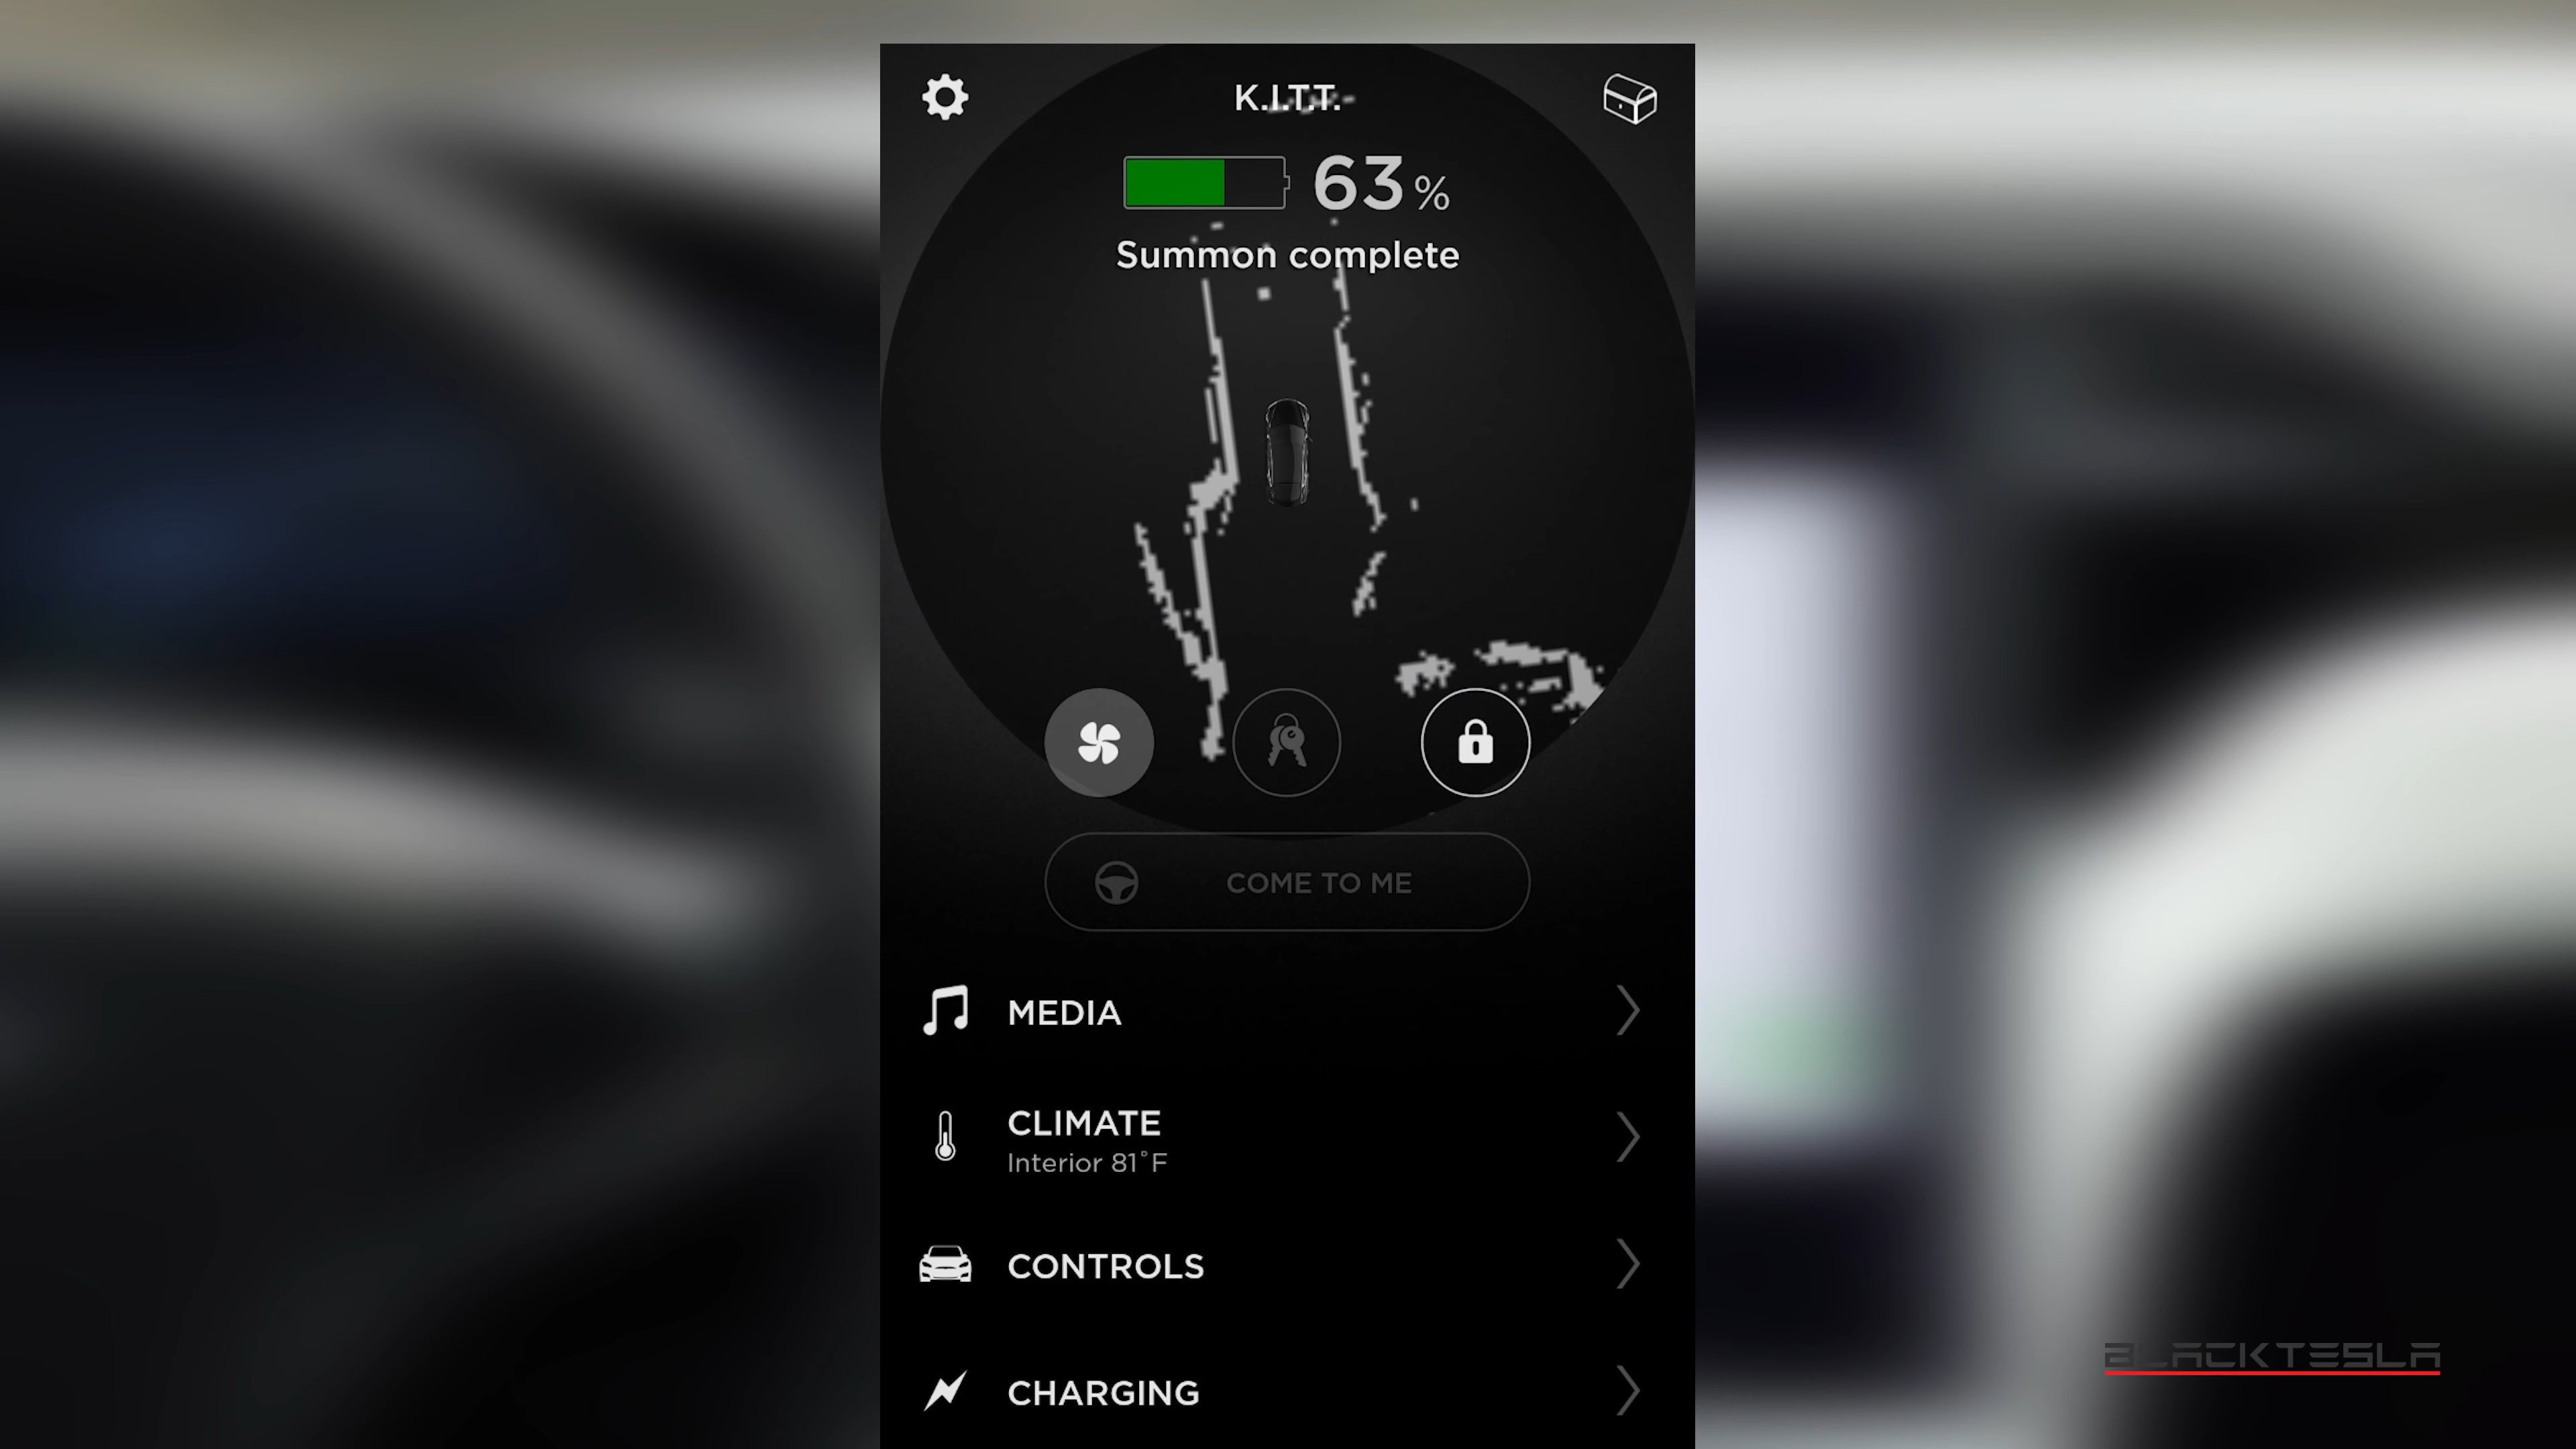 K.I.T.T.
63 %
Summon complete
COME TO ME
MEDIA
CLIMATE
Interior 81°F
CONTROLS
CHARGING
BLACKTESLA